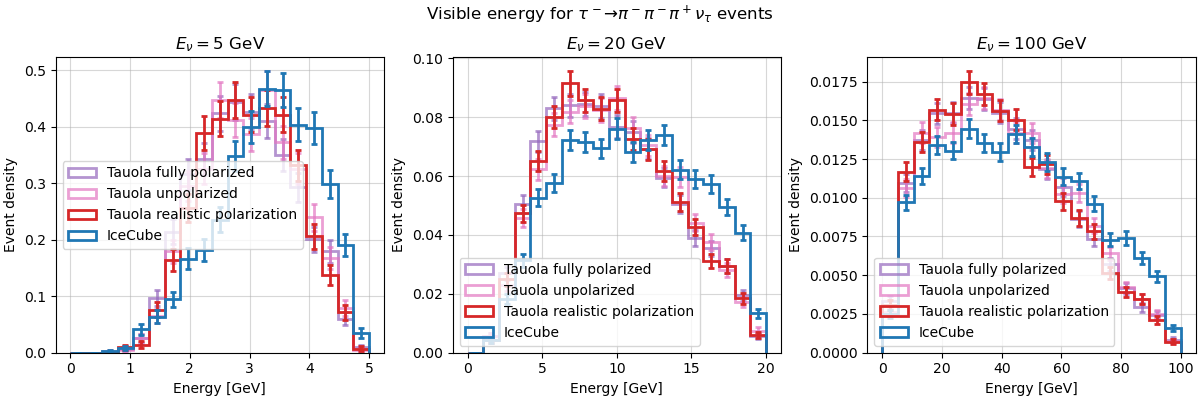 Visible energy for τ⁻→π⁻π⁻π⁺ν_τ events
E_ν = 5 GeV
0.5
0.4
0.3
0.2
0.1
0.0
Event density
Tauola fully polarized
Tauola unpolarized
Tauola realistic polarization
IceCube
0 1 2 3 4 5
Energy [GeV]
E_ν = 20 GeV
0.10
0.08
0.06
0.04
0.02
0.00
Event density
Tauola fully polarized
Tauola unpolarized
Tauola realistic polarization
IceCube
0 5 10 15 20
Energy [GeV]
E_ν = 100 GeV
0.0175
0.0150
0.0125
0.0100
0.0075
0.0050
0.0025
0.0000
Event density
Tauola fully polarized
Tauola unpolarized
Tauola realistic polarization
IceCube
0 20 40 60 80 100
Energy [GeV]